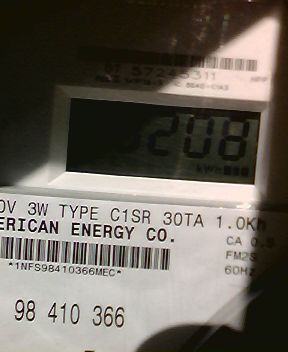 57245311
208
kWh
0V 3W TYPE C1SR 30TA 1.0Kh
ERICAN ENERGY CO.
CA 0.5
FM2S
60Hz
*1NFS98410366MEC*
98 410 366